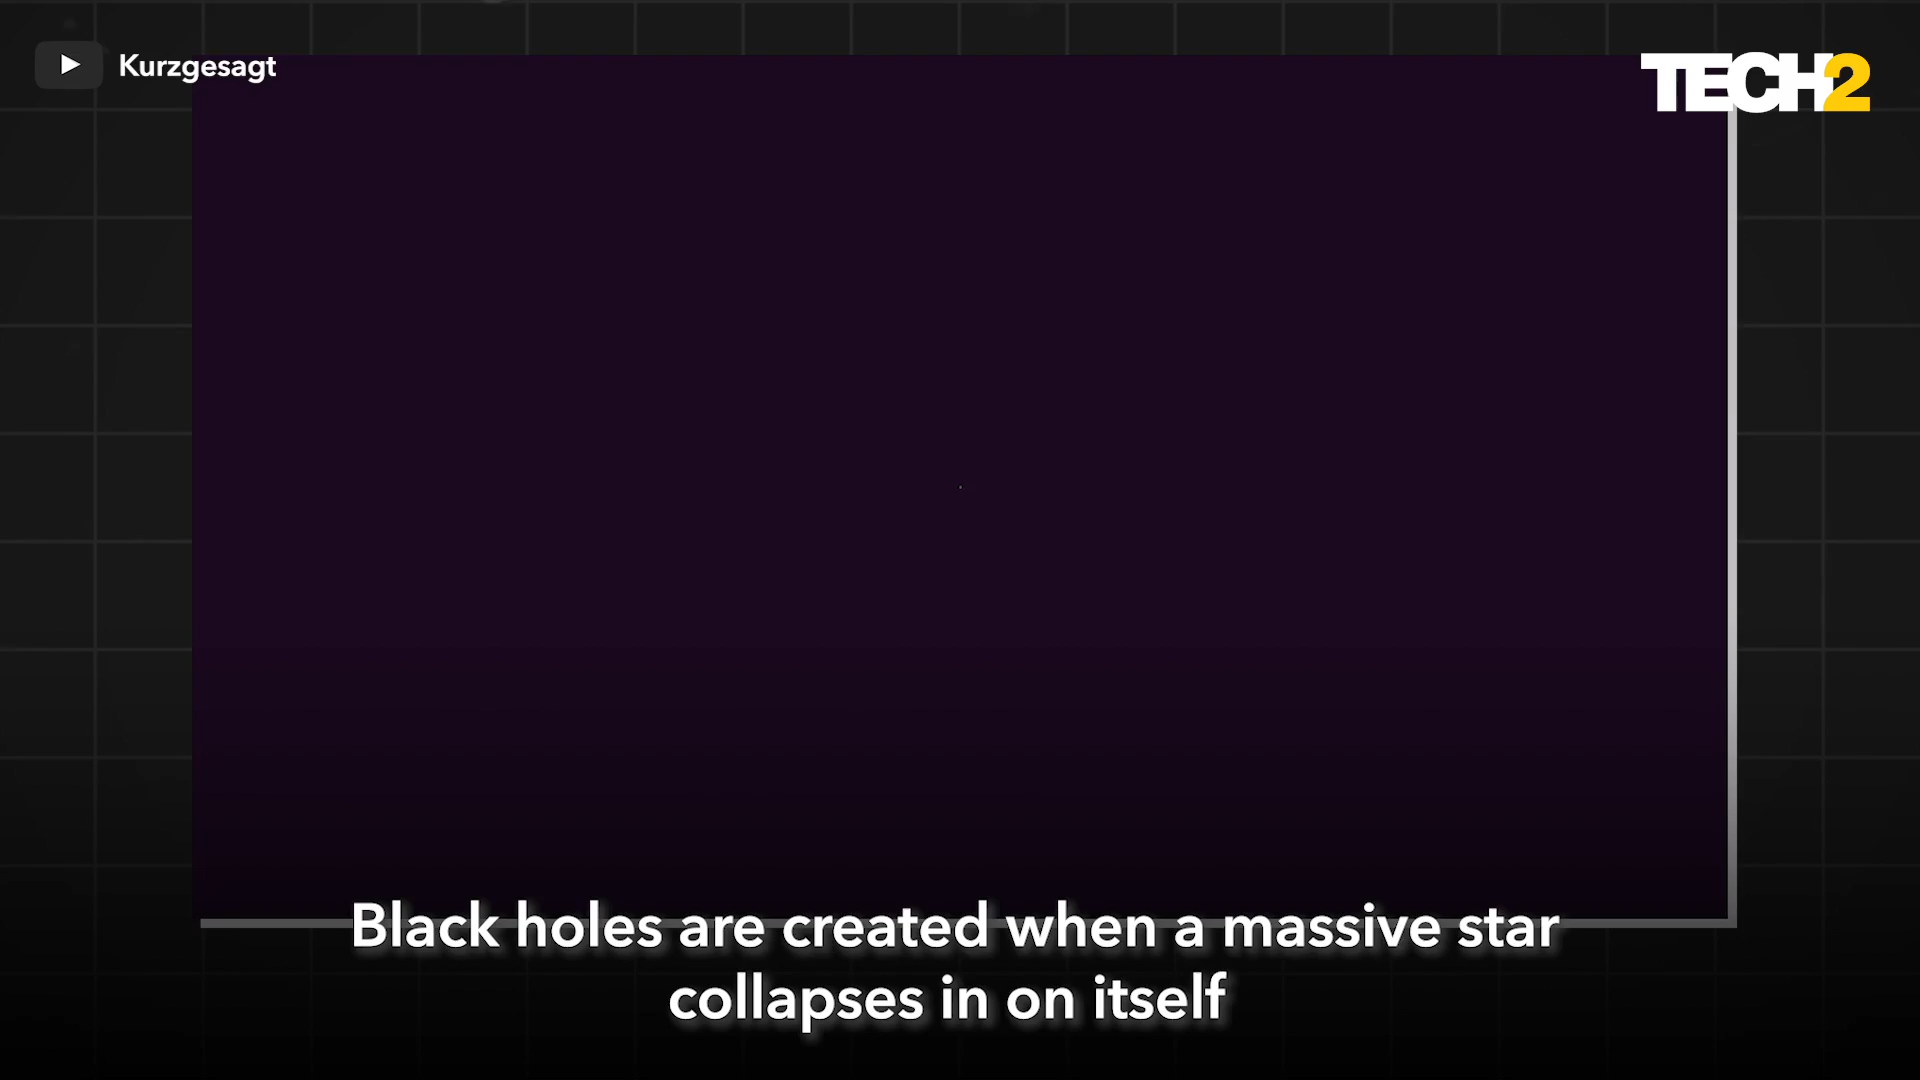 Kurzgesagt
TECH2
Black holes are created when a massive star
collapses in on itself